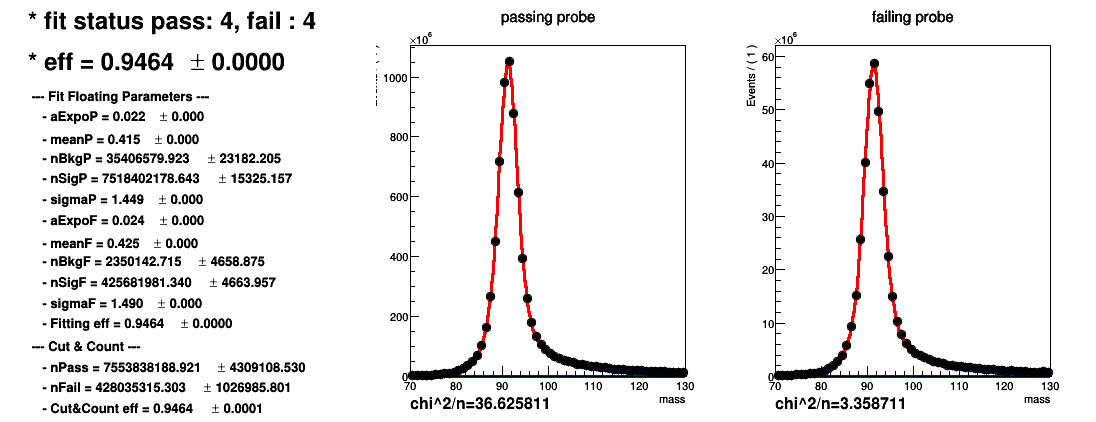 * fit status pass: 4, fail : 4
* eff = 0.9464 ± 0.0000
--- Fit Floating Parameters ---
- aExpoP = 0.022 ± 0.000
- meanP = 0.415 ± 0.000
- nBkgP = 35406579.923 ± 23182.205
- nSigP = 7518402178.643 ± 15325.157
- sigmaP = 1.449 ± 0.000
- aExpoF = 0.024 ± 0.000
- meanF = 0.425 ± 0.000
- nBkgF = 2350142.715 ± 4658.875
- nSigF = 425681981.340 ± 4663.957
- sigmaF = 1.490 ± 0.000
- Fitting eff = 0.9464 ± 0.0000
--- Cut & Count ---
- nPass = 7553838188.921 ± 4309108.530
- nFail = 428035315.303 ± 1026985.801
- Cut&Count eff = 0.9464 ± 0.0001
passing probe
×10^6
1000
800
600
400
200
0
70 80 90 100 110 120 130
mass
chi^2/n=36.625811
failing probe
×10^6
Events / ( 1 )
60
50
40
30
20
10
0
70 80 90 100 110 120 130
mass
chi^2/n=3.358711